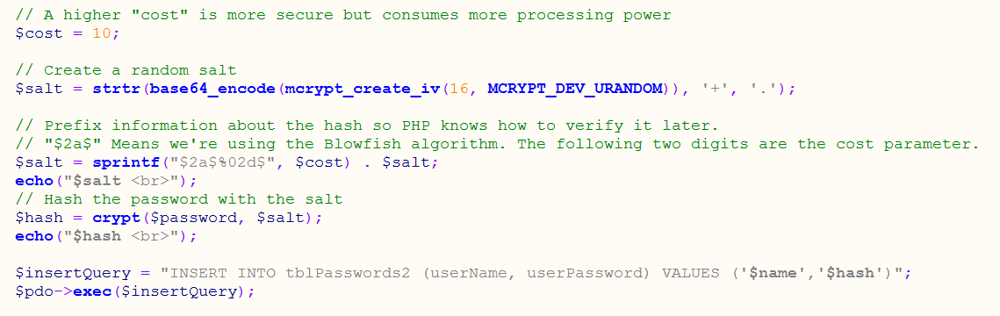 // A higher "cost" is more secure but consumes more processing power
$cost = 10;
// Create a random salt
$salt = strtr(base64_encode(mcrypt_create_iv(16, MCRYPT_DEV_URANDOM)), '+', '.');
// Prefix information about the hash so PHP knows how to verify it later.
// "$2a$" Means we're using the Blowfish algorithm. The following two digits are the cost parameter.
$salt = sprintf("$2a$%02d$", $cost) . $salt;
echo("$salt <br>");
// Hash the password with the salt
$hash = crypt($password, $salt);
echo("$hash <br>");
$insertQuery = "INSERT INTO tblPasswords2 (userName, userPassword) VALUES ('$name','$hash')";
$pdo->exec($insertQuery);